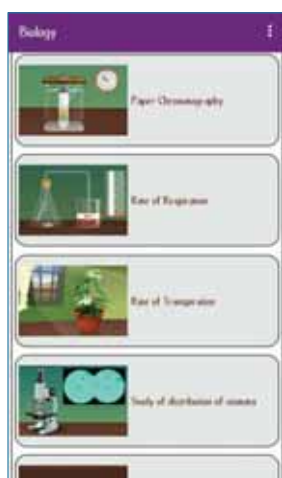 Biology
Paper Chromatography
Rate of Respiration
Rate of Transpiration
Study of distribution of stomata